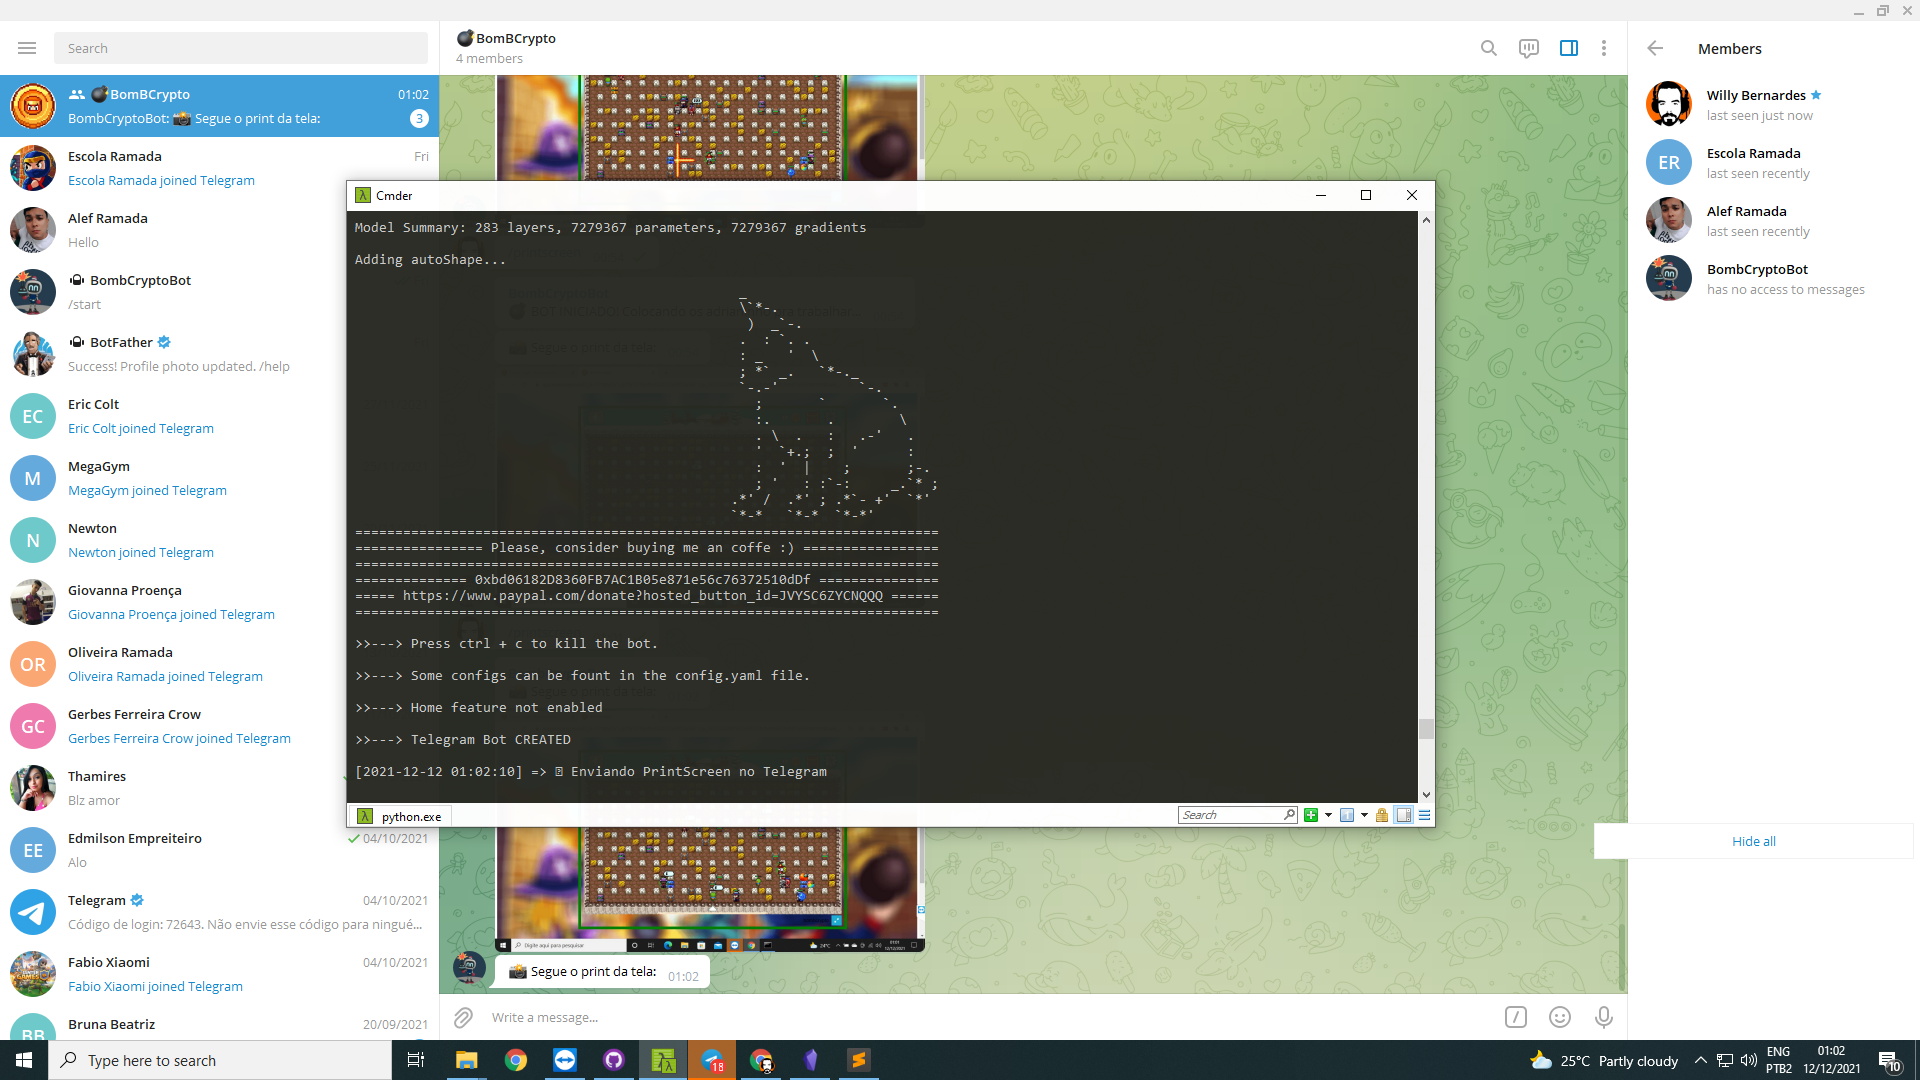 Search
BomBCrypto
01:02
BombCryptoBot: Segue o print da tela:
3
Escola Ramada
Fri
Escola Ramada joined Telegram
Alef Ramada
Hello
BombCryptoBot
/start
BotFather
Success! Profile photo updated. /help
EC
Eric Colt
Eric Colt joined Telegram
M
MegaGym
MegaGym joined Telegram
N
Newton
Newton joined Telegram
Giovanna Proença
Giovanna Proença joined Telegram
OR
Oliveira Ramada
Oliveira Ramada joined Telegram
GC
Gerbes Ferreira Crow
Gerbes Ferreira Crow joined Telegram
Thamires
Blz amor
EE
Edmilson Empreiteiro
04/10/2021
Alo
Telegram
04/10/2021
Código de login: 72643. Não envie esse código para ningué...
Fabio Xiaomi
04/10/2021
Fabio Xiaomi joined Telegram
BB
Bruna Beatriz
20/09/2021
BomBCrypto
4 members
Cmder
Model Summary: 283 layers, 7279367 parameters, 7279367 gradients
Adding autoShape...
================ Please, consider buying me an coffe :) =================
============== 0xbd06182D8360FB7AC1B05e871e56c76372510dDf ===============
===== https://www.paypal.com/donate?hosted_button_id=JVYSC6ZYCNQQQ ======
>>---> Press ctrl + c to kill the bot.
>>---> Some configs can be fount in the config.yaml file.
>>---> Home feature not enabled
>>---> Telegram Bot CREATED
[2021-12-12 01:02:10] => Enviando PrintScreen no Telegram
python.exe
Search
Digite aqui para pesquisar
Segue o print da tela:
01:02
Write a message...
Members
Willy Bernardes
last seen just now
ER
Escola Ramada
last seen recently
Alef Ramada
last seen recently
BombCryptoBot
has no access to messages
Hide all
Type here to search
18
25°C Partly cloudy
ENG
PTB2
01:02
12/12/2021
10